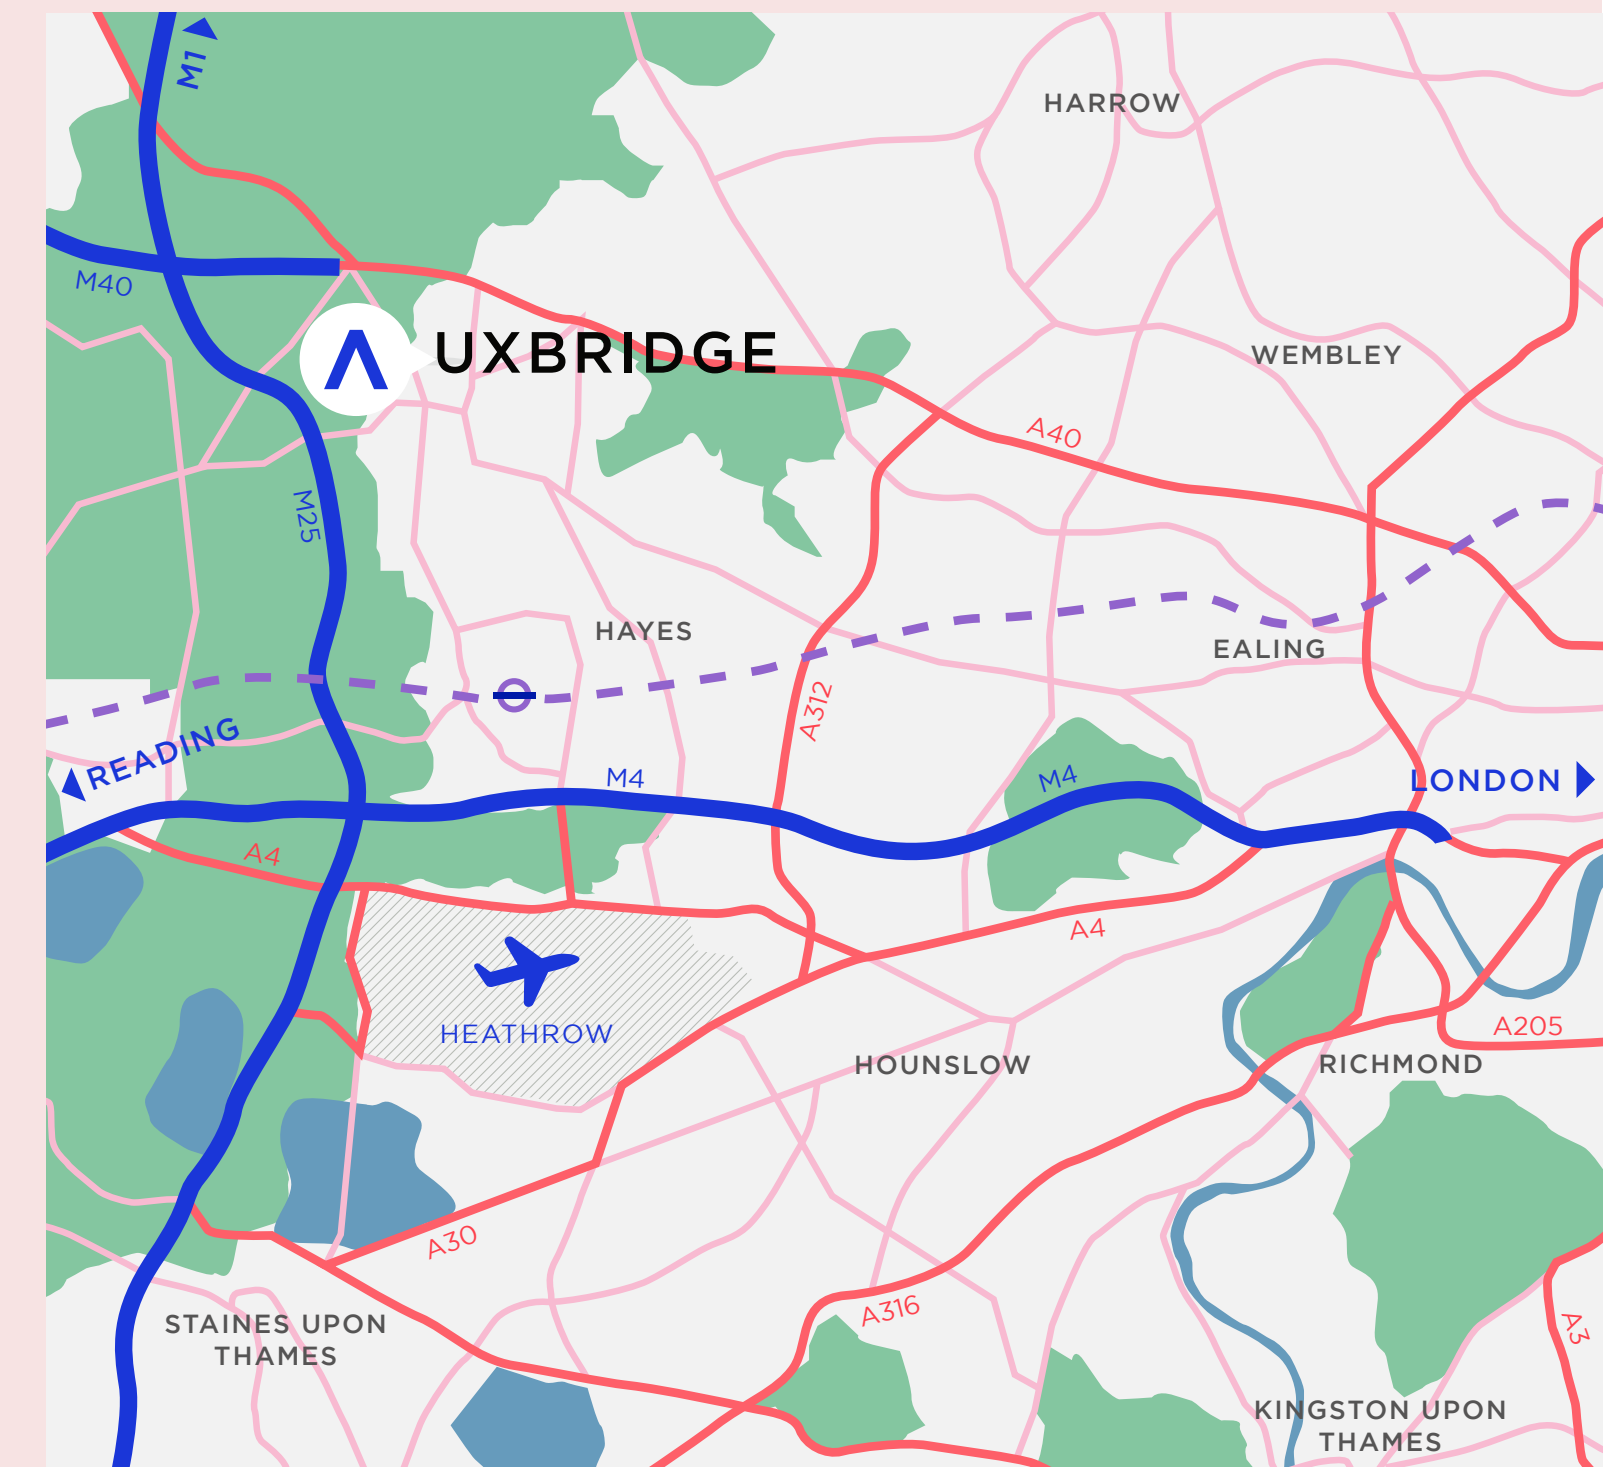 M1
HARROW
M40
UXBRIDGE
WEMBLEY
A40
M25
HAYES
EALING
A312
READING
M4
M4
LONDON
A4
A4
HEATHROW
A205
HOUNSLOW
RICHMOND
A30
A316
STAINES UPON
THAMES
A3
KINGSTON UPON
THAMES